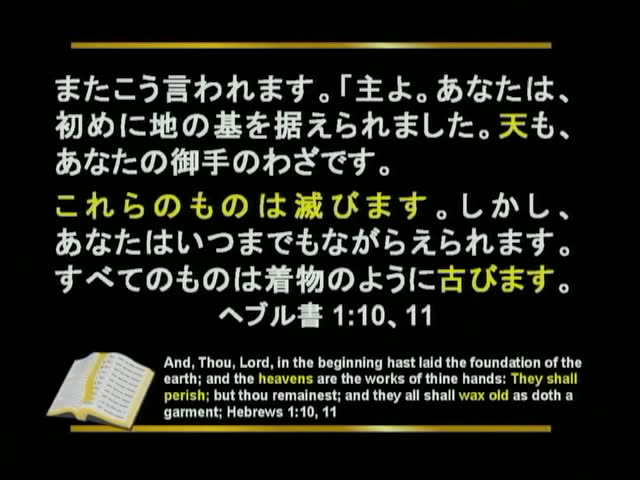 またこう言われます。「主よ。あなたは、
初めに地の基を据えられました。天も、
あなたの御手のわざです。
これらのものは滅びます。しかし、
あなたはいつまでもながらえられます。
すべてのものは着物のように古びます。
ヘブル書 1:10、11
And, Thou, Lord, in the beginning hast laid the foundation of the
earth; and the heavens are the works of thine hands: They shall
perish; but thou remainest; and they all shall wax old as doth a
garment; Hebrews 1:10, 11